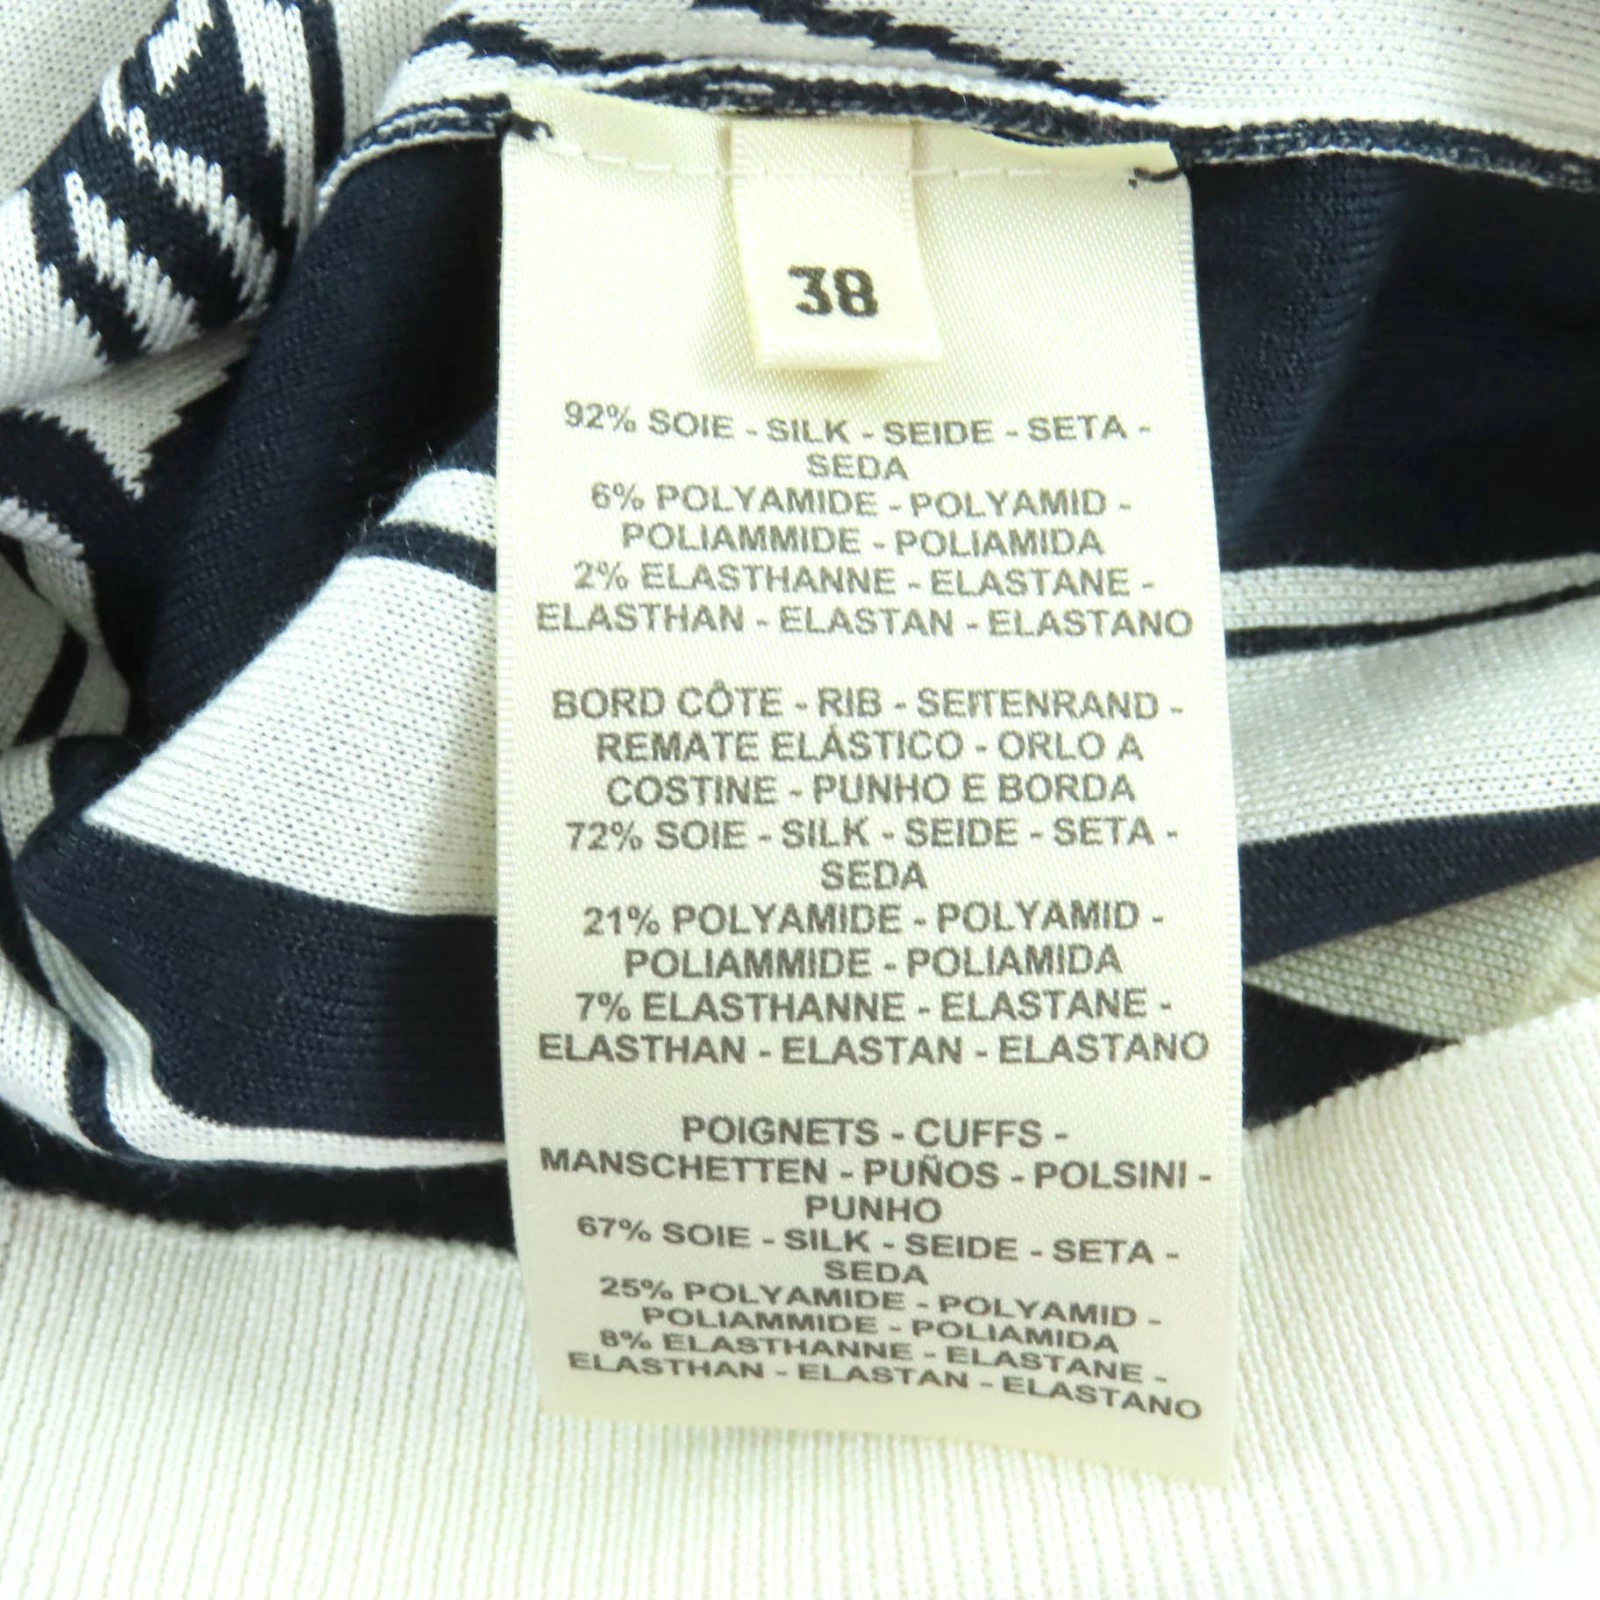 38
92% SOIE - SILK - SEIDE - SETA -
SEDA
6% POLYAMIDE - POLYAMID -
POLIAMMIDE - POLIAMIDA
2% ELASTHANNE - ELASTANE -
ELASTHAN - ELASTAN - ELASTANO
BORD CÔTE - RIB - SEITENRAND -
REMATE ELÁSTICO - ORLO A
COSTINE - PUNHO E BORDA
72% SOIE - SILK - SEIDE - SETA -
SEDA
21% POLYAMIDE - POLYAMID -
POLIAMMIDE - POLIAMIDA
7% ELASTHANNE - ELASTANE -
ELASTHAN - ELASTAN - ELASTANO
POIGNETS - CUFFS -
MANSCHETTEN - PUÑOS - POLSINI -
PUNHO
67% SOIE - SILK - SEIDE - SETA -
SEDA
25% POLYAMIDE - POLYAMID -
POLIAMMIDE - POLIAMIDA
8% ELASTHANNE - ELASTANE -
ELASTHAN - ELASTAN - ELASTANO